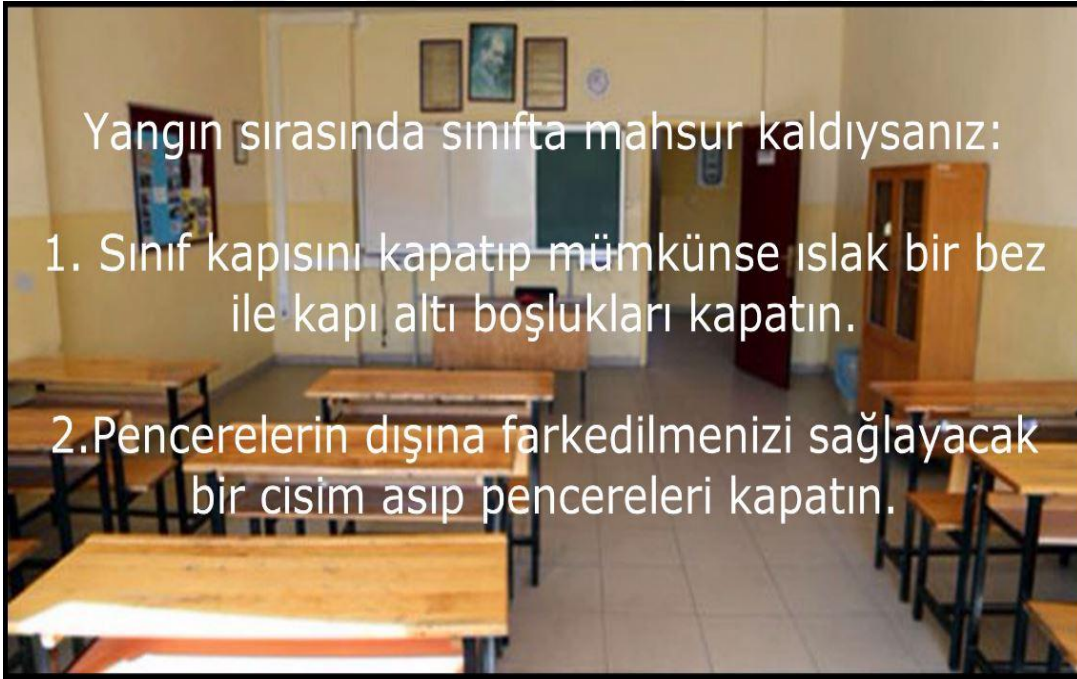 Yangın sırasında sınıfta mahsur kaldıysanız:
1. Sınıf kapısını kapatıp mümkünse ıslak bir bez
ile kapı altı boşlukları kapatın.
2.Pencerelerin dışına farkedilmenizi sağlayacak
bir cisim asıp pencereleri kapatın.